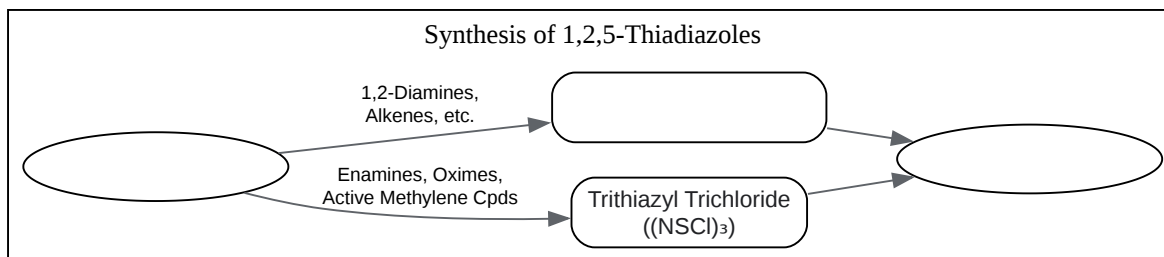 Synthesis of 1,2,5-Thiadiazoles
1,2-Diamines,
Alkenes, etc.
Enamines, Oximes,
Active Methylene Cpds
Trithiazyl Trichloride
((NSCl)₃)